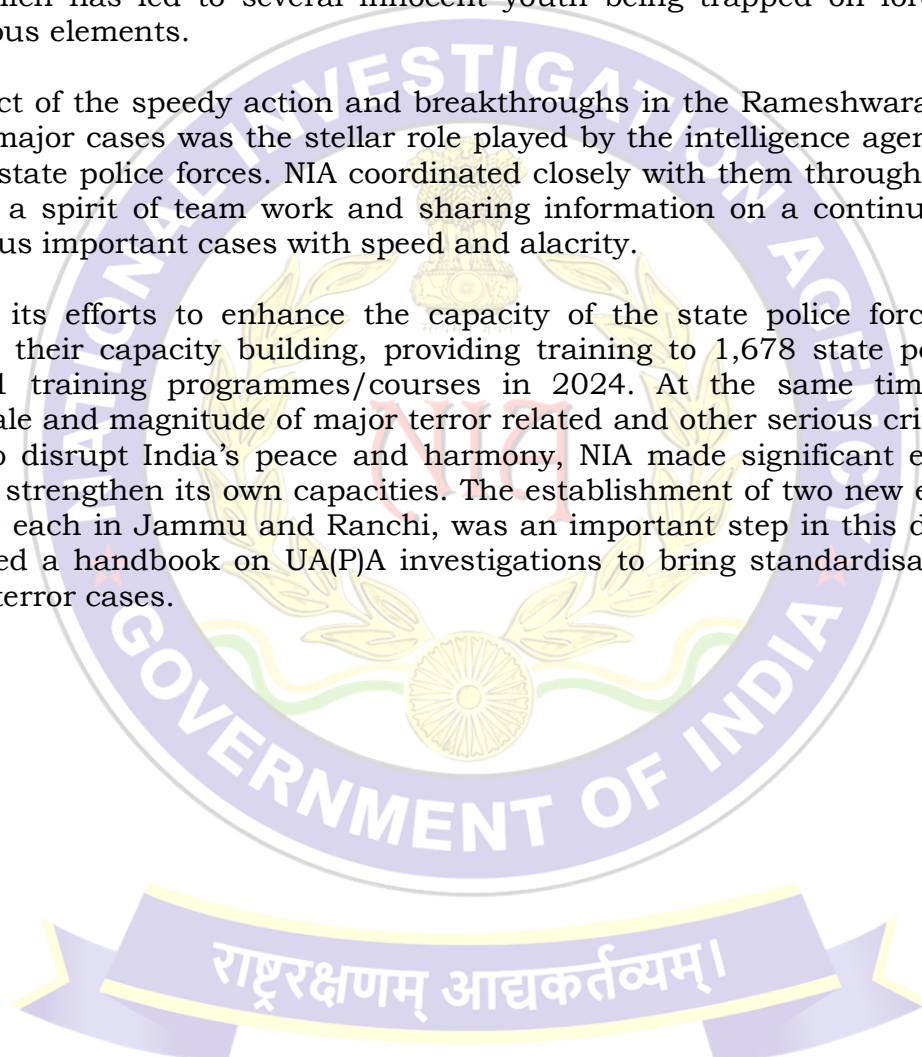 has led to several innocent youth being trapped on
ous elements.
ct of the speedy action and breakthroughs in the Rameshwara
major cases was the stellar role played by the intelligence agen
state police forces. NIA coordinated closely with them through
a spirit of team work and sharing information on a continu
us important cases with speed and alacrity.
its efforts to enhance the capacity of the state police forc
their capacity building, providing training to 1,678 state po
l training programmes/courses in 2024. At the same tim
ale and magnitude of major terror related and other serious cri
o disrupt India’s peace and harmony, NIA made significant e
strengthen its own capacities. The establishment of two new e
each in Jammu and Ranchi, was an important step in this d
ed a handbook on UA(P)A investigations to bring standardisa
terror cases.
NATIONAL INVESTIGATION AGENCY
NIA
GOVERNMENT OF INDIA
राष्ट्ररक्षणम् आद्यकर्तव्यम्।